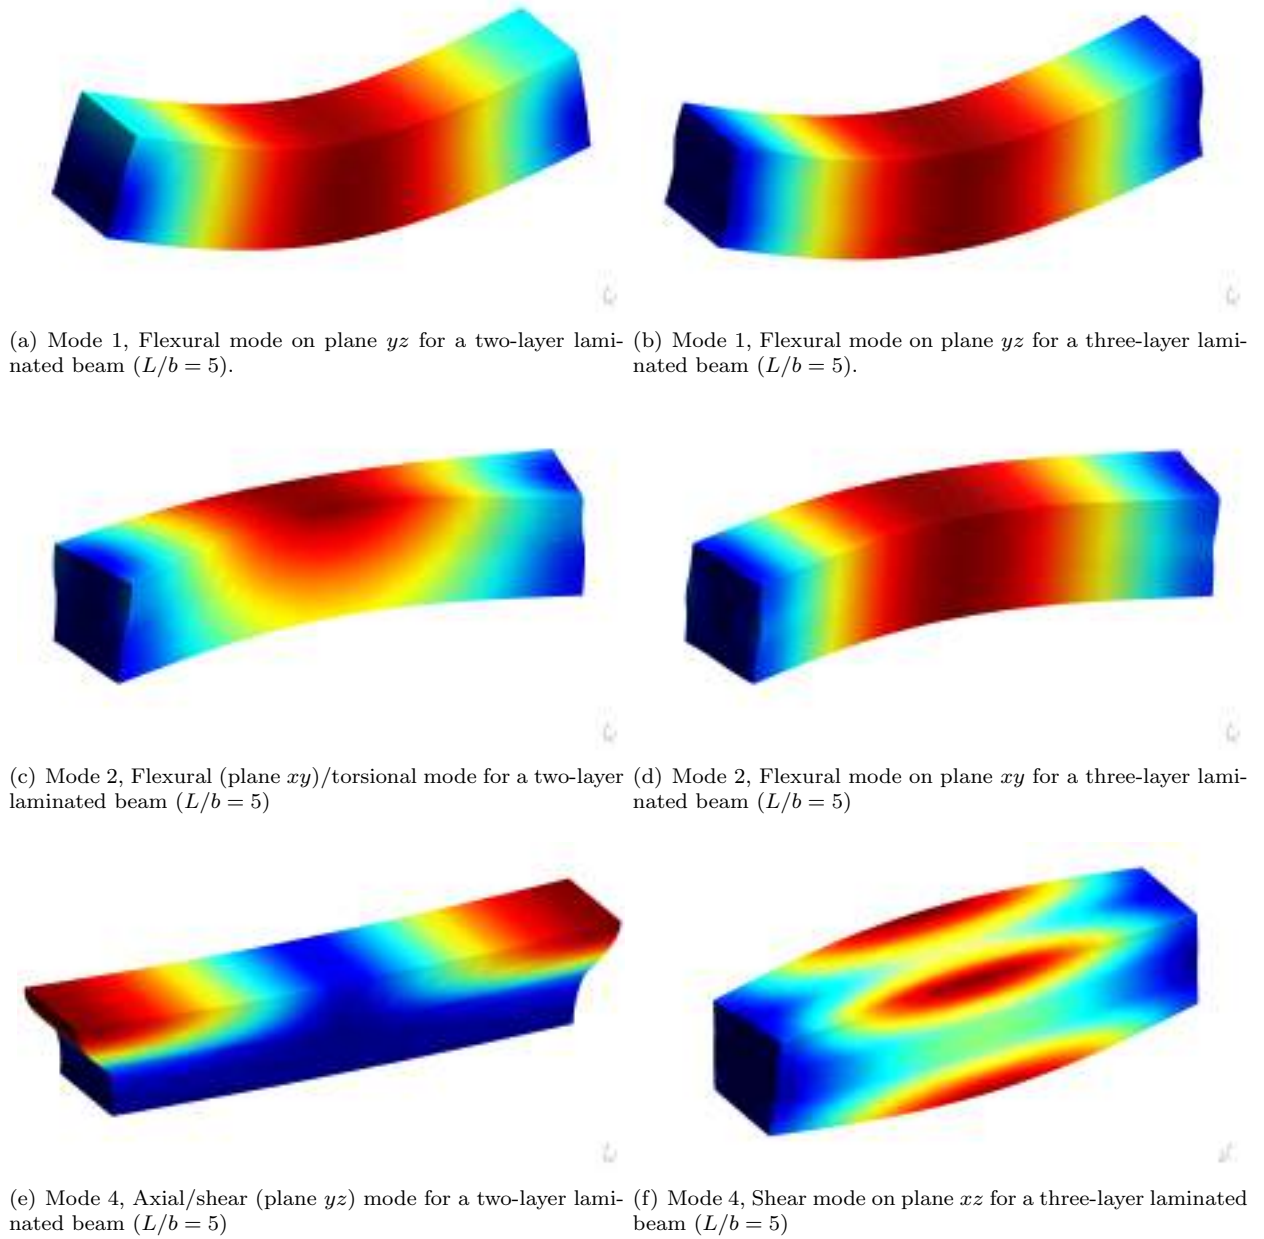 (a) Mode 1, Flexural mode on plane yz for a two-layer lami-
nated beam (L/b = 5).
(b) Mode 1, Flexural mode on plane yz for a three-layer lami-
nated beam (L/b = 5).
(c) Mode 2, Flexural (plane xy)/torsional mode for a two-layer
laminated beam (L/b = 5)
(d) Mode 2, Flexural mode on plane xy for a three-layer lami-
nated beam (L/b = 5)
(e) Mode 4, Axial/shear (plane yz) mode for a two-layer lami-
nated beam (L/b = 5)
(f) Mode 4, Shear mode on plane xz for a three-layer laminated
beam (L/b = 5)